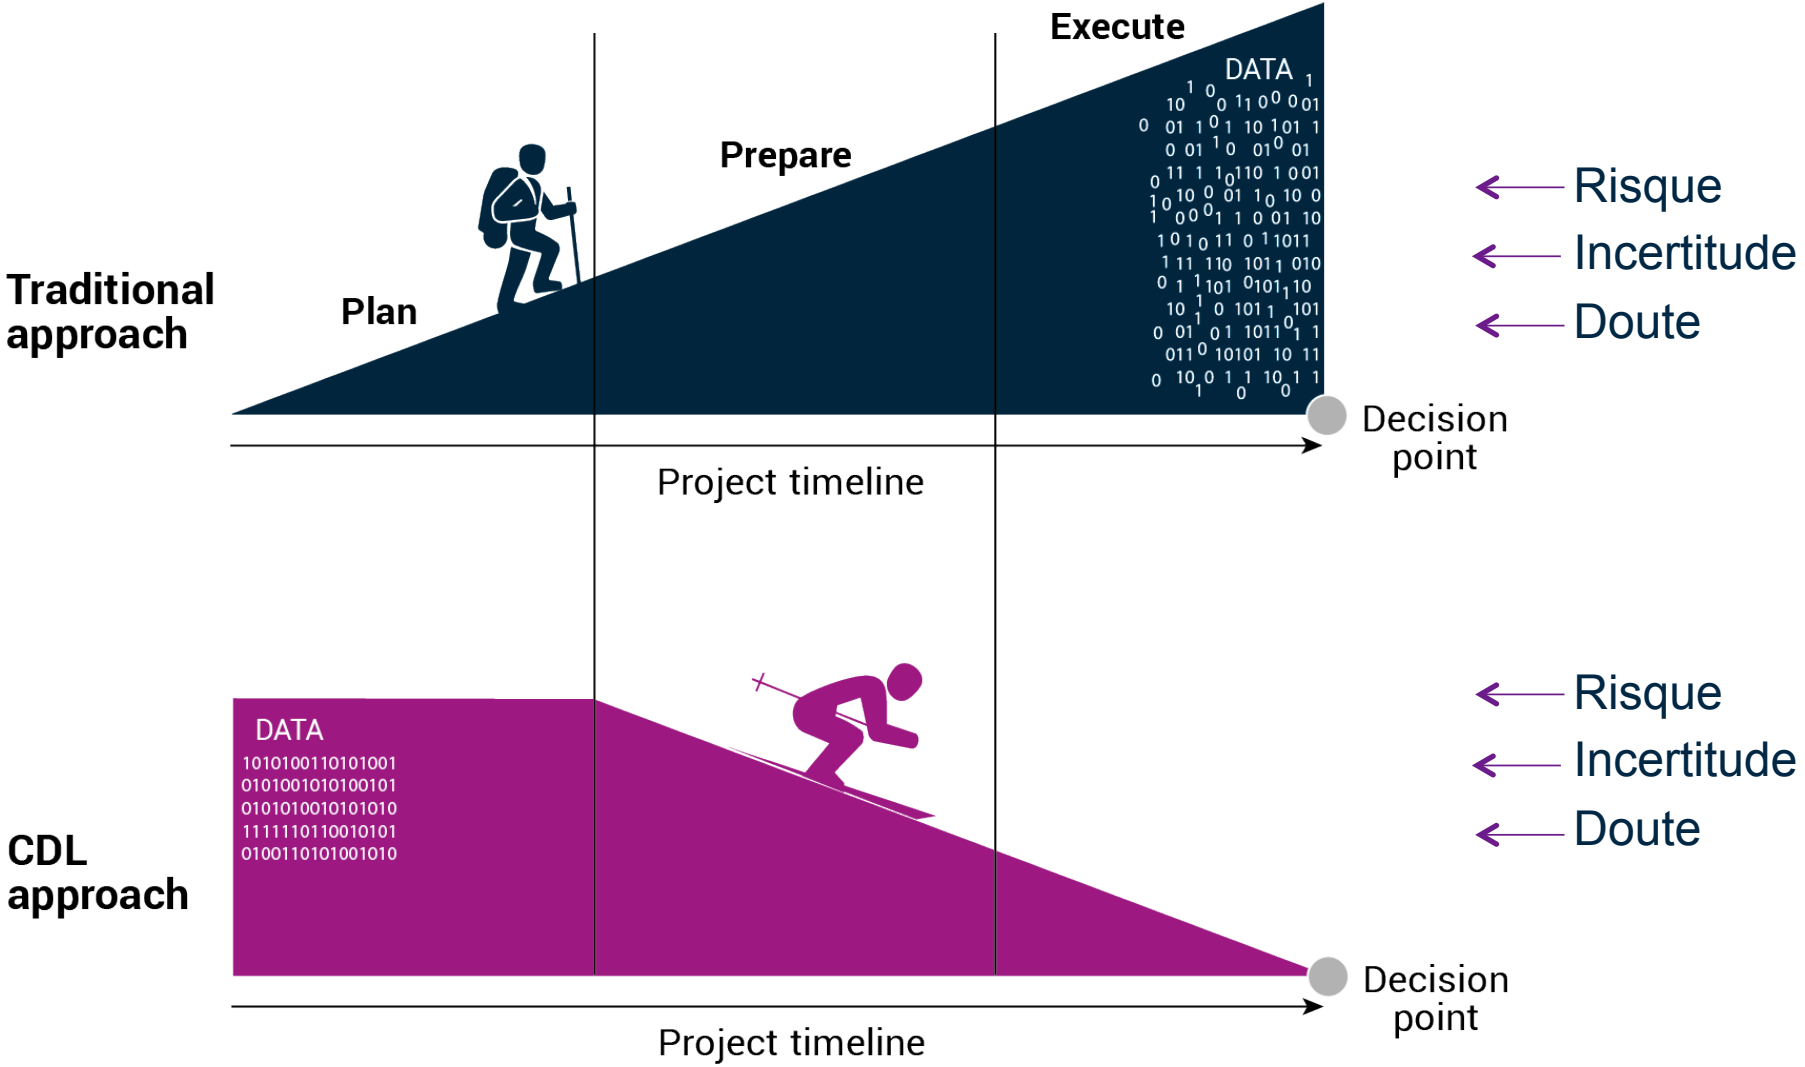 Execute
DATA
Prepare
Risque
Incertitude
Traditional
approach
Plan
Doute
Decision
point
Project timeline
DATA
1010100110101001
0101001010100101
0101010010101010
1111110110010101
0100110101001010
Risque
Incertitude
Doute
CDL
approach
Decision
point
Project timeline